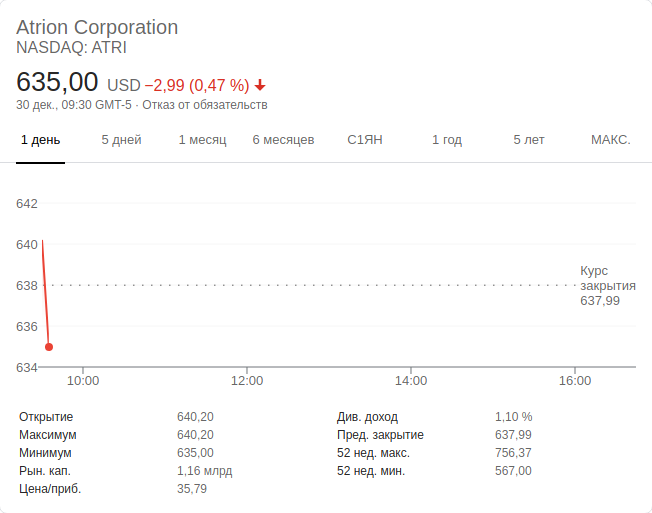 Atrion Corporation
NASDAQ: ATRI
635,00 USD −2,99 (0,47 %)
30 дек., 09:30 GMT-5 · Отказ от обязательств
1 день 5 дней 1 месяц 6 месяцев С1ЯН 1 год 5 лет МАКС.
642
640
638
636
634
Курс
закрытия
637,99
10:00 12:00 14:00 16:00
Открытие 640,20
Максимум 640,20
Минимум 635,00
Рын. кап. 1,16 млрд
Цена/приб. 35,79
Див. доход 1,10 %
Пред. закрытие 637,99
52 нед. макс. 756,37
52 нед. мин. 567,00